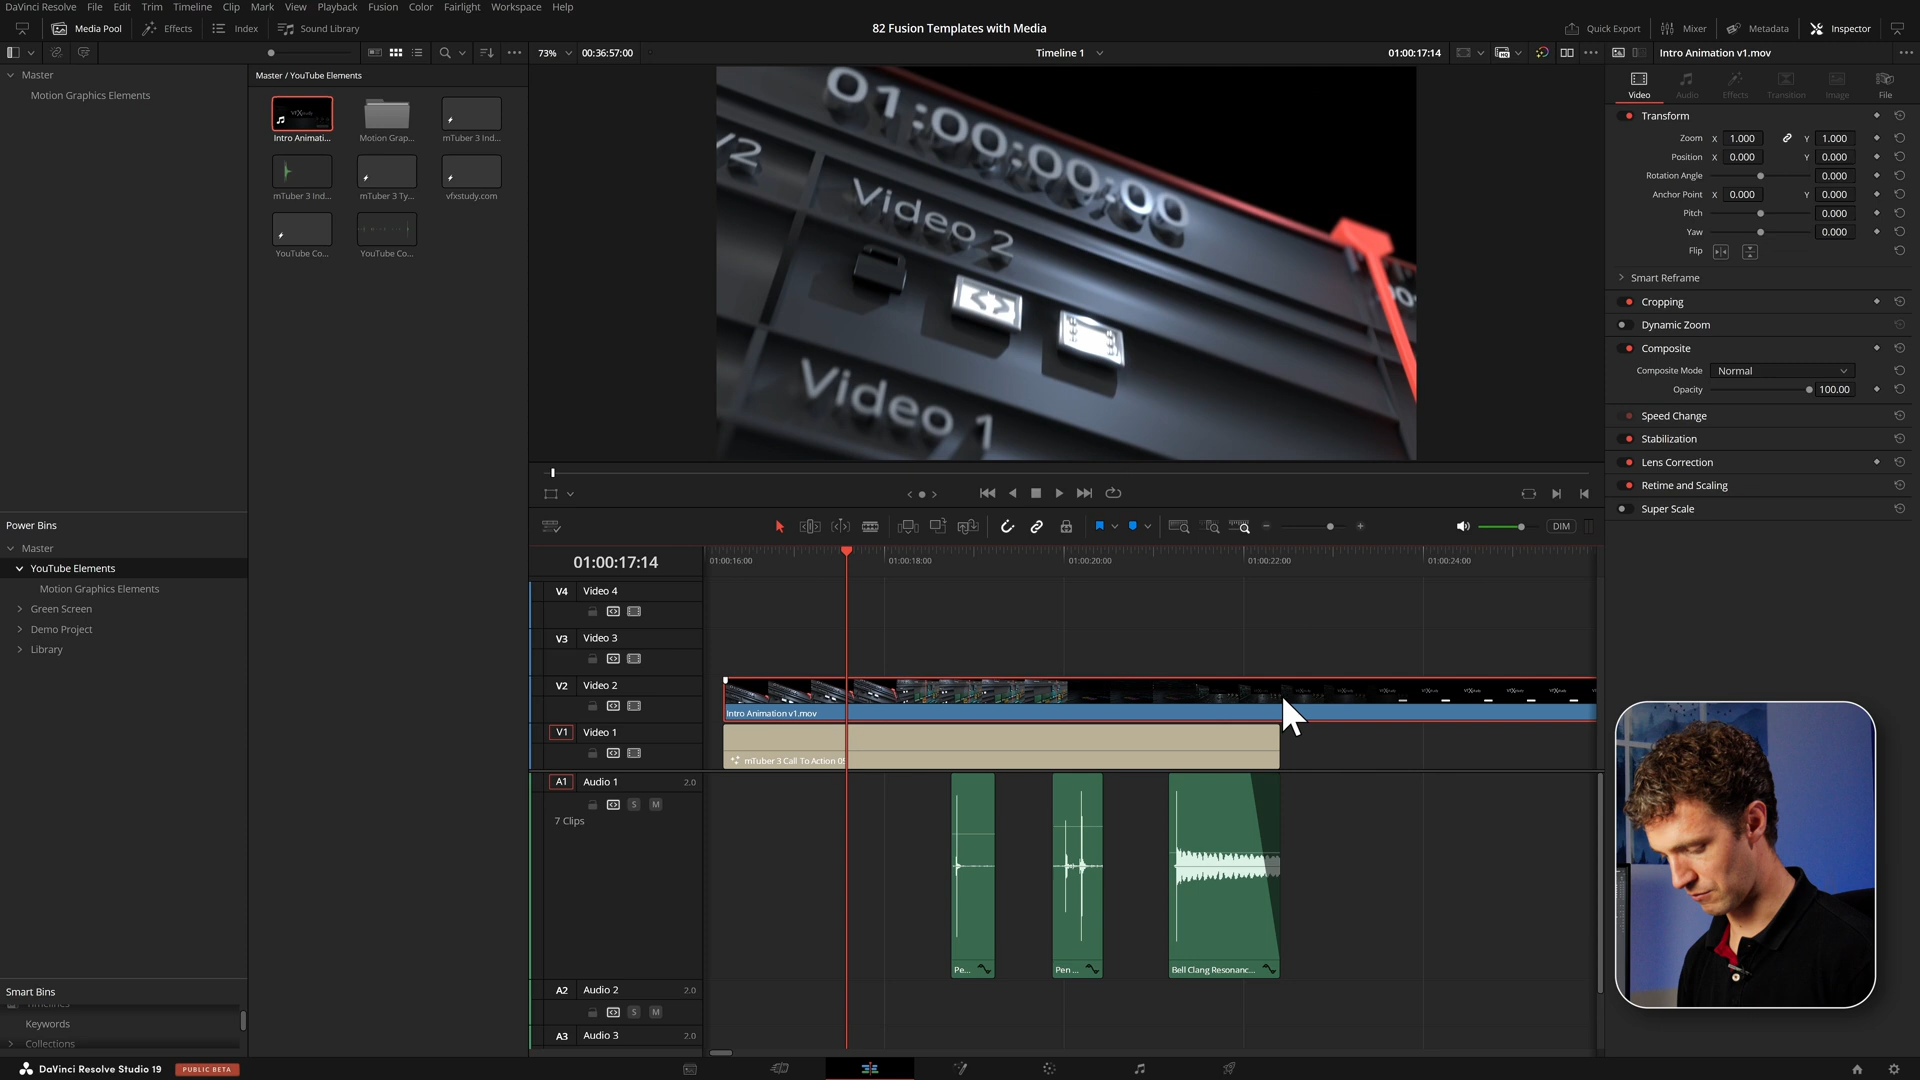 DaVinci Resolve File Edit Trim Timeline Clip Mark View Playback Fusion Color Fairlight Workspace Help
Media Pool Effects Index Sound Library
82 Fusion Templates with Media
Quick Export Mixer Metadata Inspector
73% 00:36:57:00 Timeline 1 01:00:17:14 Intro Animation v1.mov
Master
Motion Graphics Elements
Master / YouTube Elements
Intro Animati...
Motion Grap...
mTuber 3 Ind...
mTuber 3 Ind...
mTuber 3 Ty...
vfxstudy.com
YouTube Co...
YouTube Co...
01:00:00:00
Video 2
Video 1
Video Audio Effects Transition Image File
Transform
Zoom X 1.000 Y 1.000
Position X 0.000 Y 0.000
Rotation Angle 0.000
Anchor Point X 0.000 Y 0.000
Pitch 0.000
Yaw 0.000
Flip
Smart Reframe
Cropping
Dynamic Zoom
Composite
Composite Mode Normal
Opacity 100.00
Speed Change
Stabilization
Lens Correction
Retime and Scaling
Super Scale
Power Bins
Master
YouTube Elements
Motion Graphics Elements
Green Screen
Demo Project
Library
Smart Bins
Keywords
Collections
DIM
01:00:17:14
01:00:16:00 01:00:18:00 01:00:20:00 01:00:22:00 01:00:24:00
V4 Video 4
V3 Video 3
V2 Video 2
Intro Animation v1.mov
V1 Video 1
mTuber 3 Call To Action 0
A1 Audio 1 2.0
S M
7 Clips
Pe...
Pen ...
Bell Clang Resonanc...
A2 Audio 2 2.0
S M
A3 Audio 3 2.0
DaVinci Resolve Studio 19 PUBLIC BETA